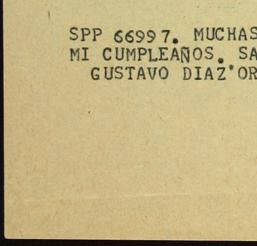 SPP 66997. MUCHAS
MI CUMPLEAÑOS. SA
GUSTAVO DIAZ OR